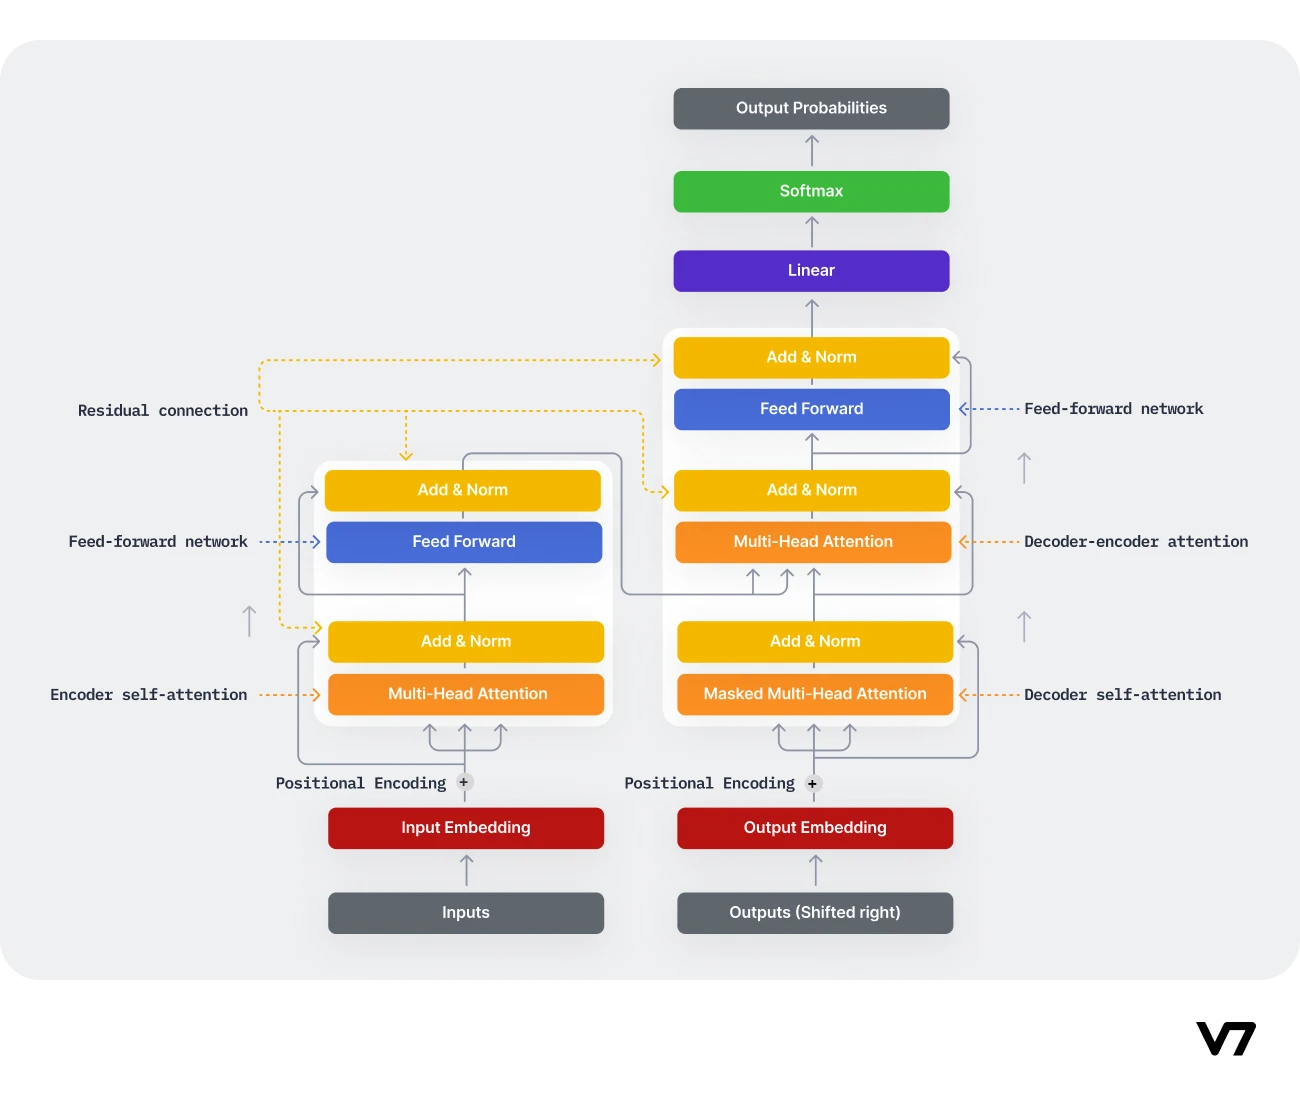 Output Probabilities
Softmax
Linear
Add & Norm
Feed Forward
Feed-forward network
Residual connection
Add & Norm
Add & Norm
Feed-forward network
Feed Forward
Multi-Head Attention
Decoder-encoder attention
Add & Norm
Add & Norm
Encoder self-attention
Multi-Head Attention
Masked Multi-Head Attention
Decoder self-attention
Positional Encoding +
Positional Encoding +
Input Embedding
Output Embedding
Inputs
Outputs (Shifted right)
V7